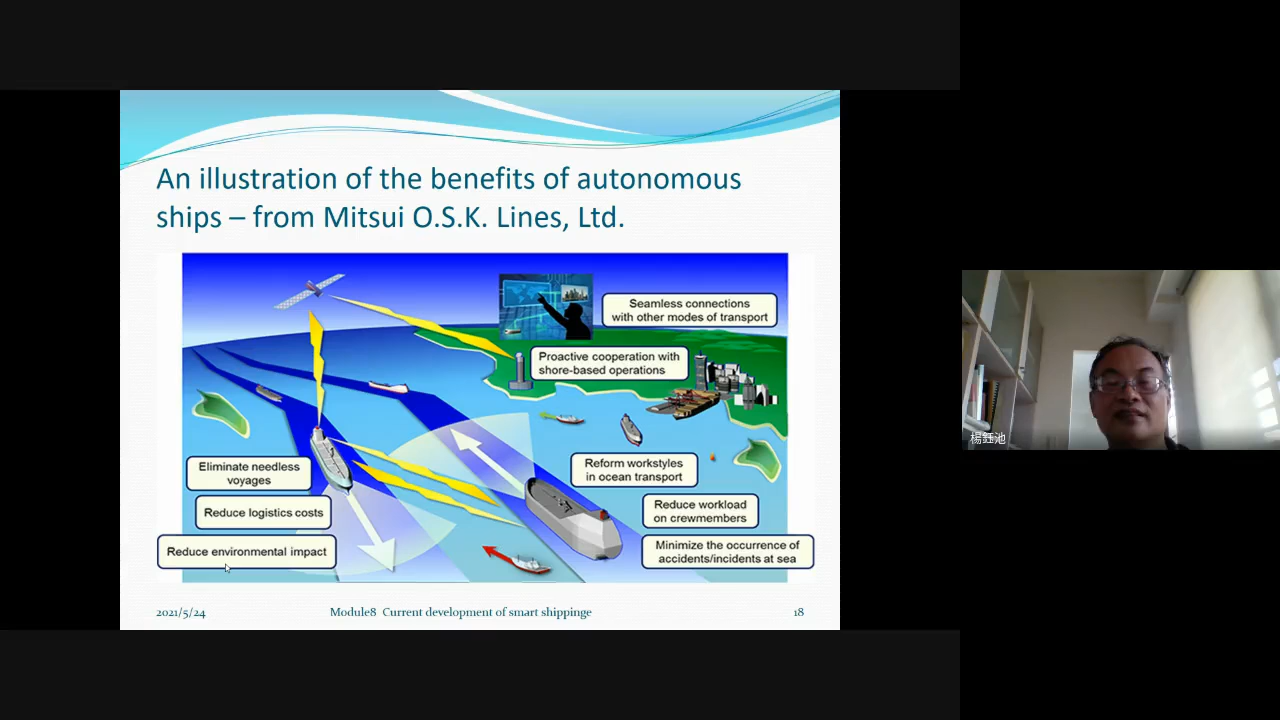 An illustration of the benefits of autonomous
ships – from Mitsui O.S.K. Lines, Ltd.
Seamless connections
with other modes of transport
Proactive cooperation with
shore-based operations
Eliminate needless
voyages
Reduce logistics costs
Reduce environmental impact
Reform workstyles
in ocean transport
Reduce workload
on crewmembers
Minimize the occurrence of
accidents/incidents at sea
2021/5/24
Module8 Current development of smart shippinge
18
楊鈺池